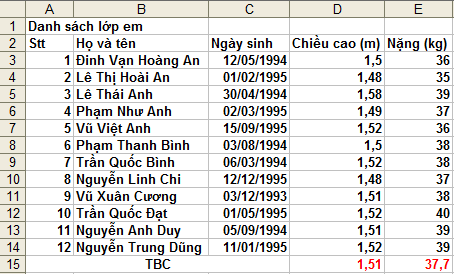 A B C D E
1 Danh sách lớp em
2 Stt Họ và tên Ngày sinh Chiều cao (m) Nặng (kg)
3 1 Đinh Vạn Hoàng An 12/05/1994 1,5 36
4 2 Lê Thị Hoài An 01/02/1995 1,48 35
5 3 Lê Thái Anh 30/04/1994 1,58 39
6 4 Phạm Như Anh 02/03/1995 1,49 37
7 5 Vũ Việt Anh 15/09/1995 1,52 36
8 6 Phạm Thanh Bình 03/08/1994 1,5 38
9 7 Trần Quốc Bình 06/03/1994 1,52 38
10 8 Nguyễn Linh Chi 12/12/1995 1,48 37
11 9 Vũ Xuân Cương 03/12/1993 1,51 38
12 10 Trần Quốc Đạt 01/05/1995 1,52 40
13 11 Nguyễn Anh Duy 05/09/1994 1,51 39
14 12 Nguyễn Trung Dũng 11/01/1995 1,52 39
15 TBC 1,51 37,7